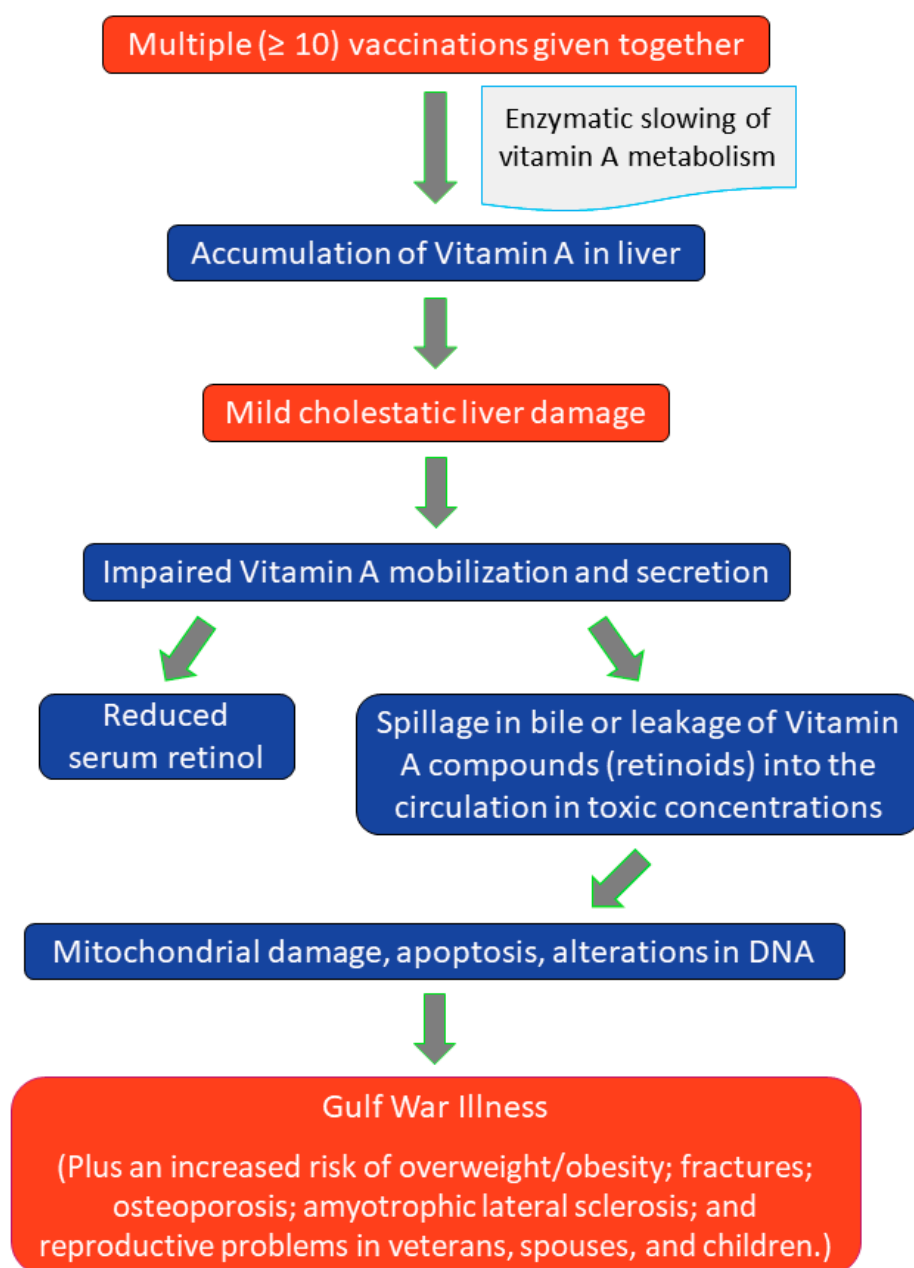 Multiple (≥ 10) vaccinations given together
Enzymatic slowing of
vitamin A metabolism
Accumulation of Vitamin A in liver
Mild cholestatic liver damage
Impaired Vitamin A mobilization and secretion
Reduced
serum retinol
Spillage in bile or leakage of Vitamin
A compounds (retinoids) into the
circulation in toxic concentrations
Mitochondrial damage, apoptosis, alterations in DNA
Gulf War Illness
(Plus an increased risk of overweight/obesity; fractures;
osteoporosis; amyotrophic lateral sclerosis; and
reproductive problems in veterans, spouses, and children.)